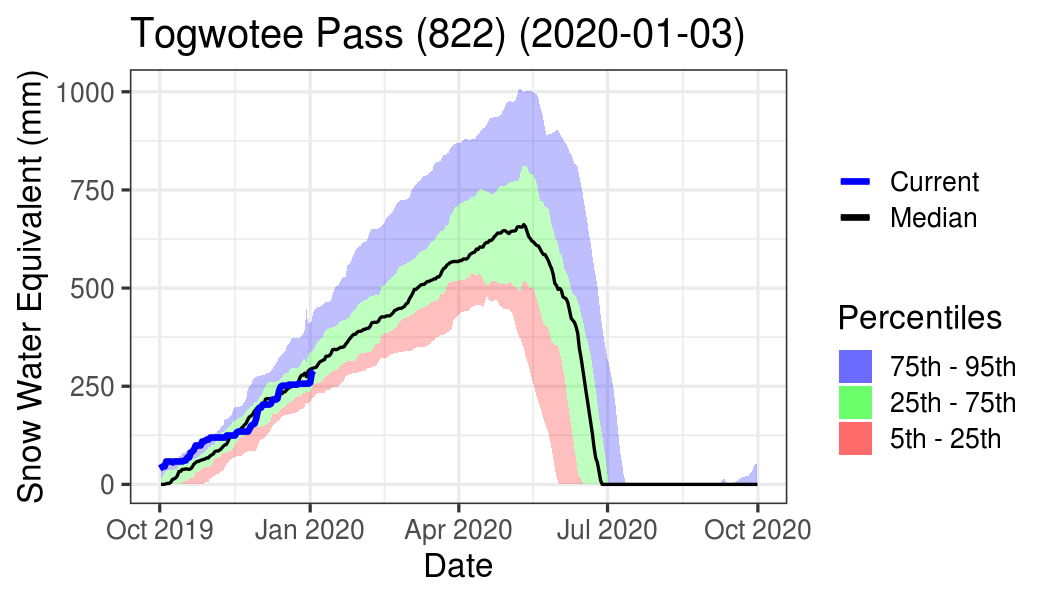 Togwotee Pass (822) (2020-01-03)
Snow Water Equivalent (mm)
1000
750
500
250
0
Oct 2019 Jan 2020 Apr 2020 Jul 2020 Oct 2020
Date
Current
Median
Percentiles
75th - 95th
25th - 75th
5th - 25th